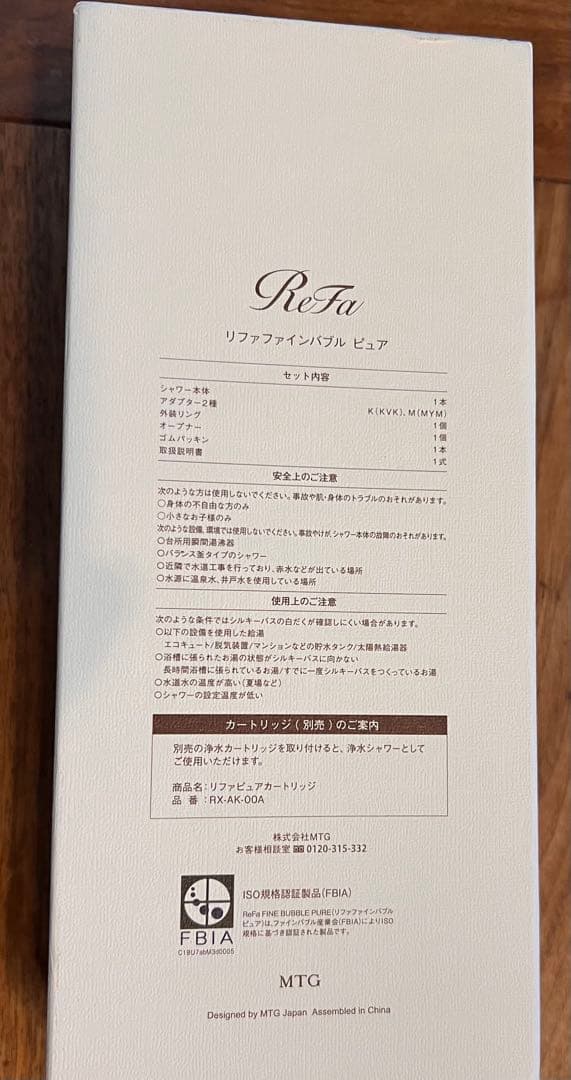 ReFa
リファファインバブル ピュア
セット内容
シャワー本体 1本
アダプター2種 K(KVK)、M(MYM)
外装リング 1個
オープナー 1個
ゴムパッキン 1本
取扱説明書 1式
安全上のご注意
次のような方は使用しないでください。事故や肌・身体のトラブルのおそれがあります。
○身体の不自由な方のみ
○小さなお子様のみ
次のような設備、環境では使用しないでください。事故やけが、シャワー本体の故障のおそれがあります。
○台所用瞬間湯沸器
○バランス釜タイプのシャワー
○近隣で水道工事を行っており、赤水などが出ている場所
○水源に温泉水、井戸水を使用している場所
使用上のご注意
次のような条件ではシルキーバスの白だくが確認しにくい場合があります。
○以下の設備を使用した給湯
エコキュート/脱気装置/マンションなどの貯水タンク/太陽熱給湯器
○浴槽に張られたお湯の状態がシルキーバスに向かない
長時間浴槽に張られているお湯/すでに一度シルキーバスをつくっているお湯
○水道水の温度が高い(夏場など)
○シャワーの設定温度が低い
カートリッジ(別売)のご案内
別売の浄水カートリッジを取り付けると、浄水シャワーとして
ご使用いただけます。
商品名:リファピュアカートリッジ
品 番:RX-AK-00A
株式会社MTG
お客様相談室 0120-315-332
ISO規格認証製品(FBIA)
ReFa FINE BUBBLE PURE(リファファインバブル
ピュア)は、ファインバブル産業会(FBIA)によりISO
規格に基づき認証された製品です。
FBIA
C19U7abM3d0005
MTG
Designed by MTG Japan Assembled in China